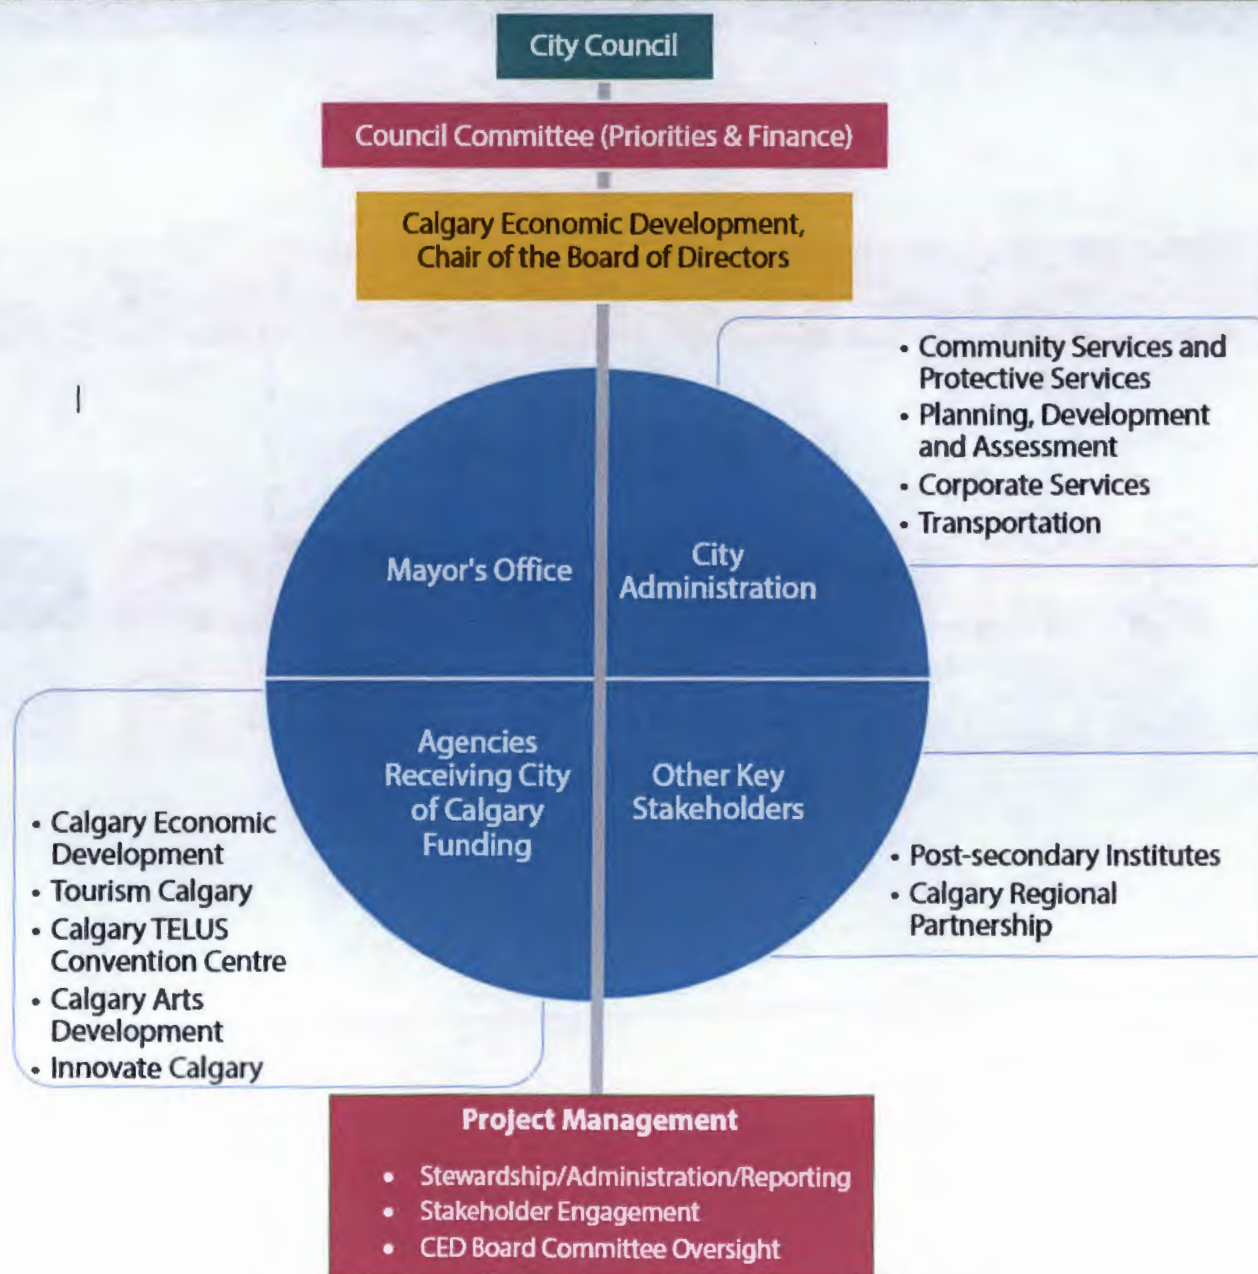 City Council
Council Committee (Priorities & Finance)
Calgary Economic Development,
Chair of the Board of Directors
• Community Services and
Protective Services
• Planning, Development
and Assessment
• Corporate Services
• Transportation
Mayor's Office
City
Administration
Agencies
Receiving City
of Calgary
Funding
Other Key
Stakeholders
• Calgary Economic
Development
• Tourism Calgary
• Calgary TELUS
Convention Centre
• Calgary Arts
Development
• Innovate Calgary
• Post-secondary Institutes
• Calgary Regional
Partnership
Project Management
• Stewardship/Administration/Reporting
• Stakeholder Engagement
• CED Board Committee Oversight